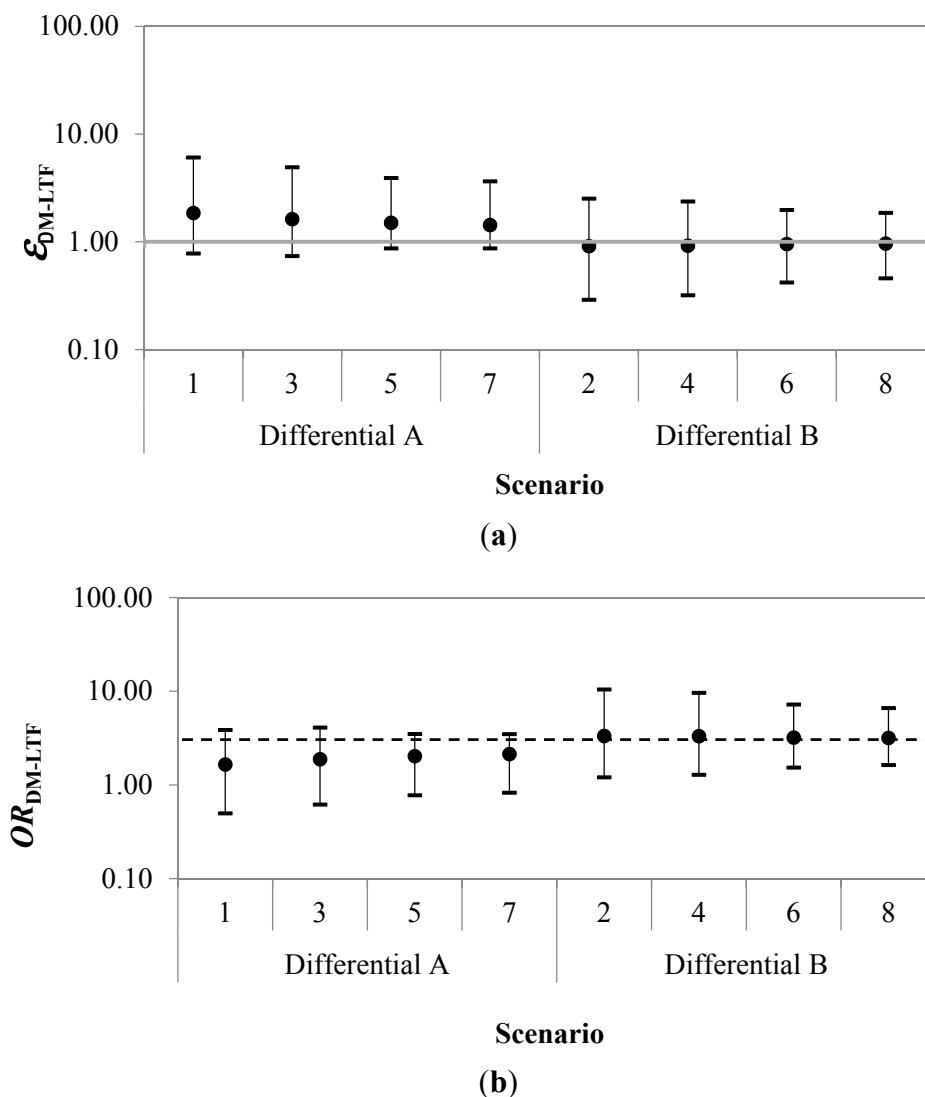 100.00
10.00
1.00
0.10
ε_DM-LTF
1 3 5 7 2 4 6 8
Differential A Differential B
Scenario
(a)
100.00
10.00
1.00
0.10
OR_DM-LTF
1 3 5 7 2 4 6 8
Differential A Differential B
Scenario
(b)